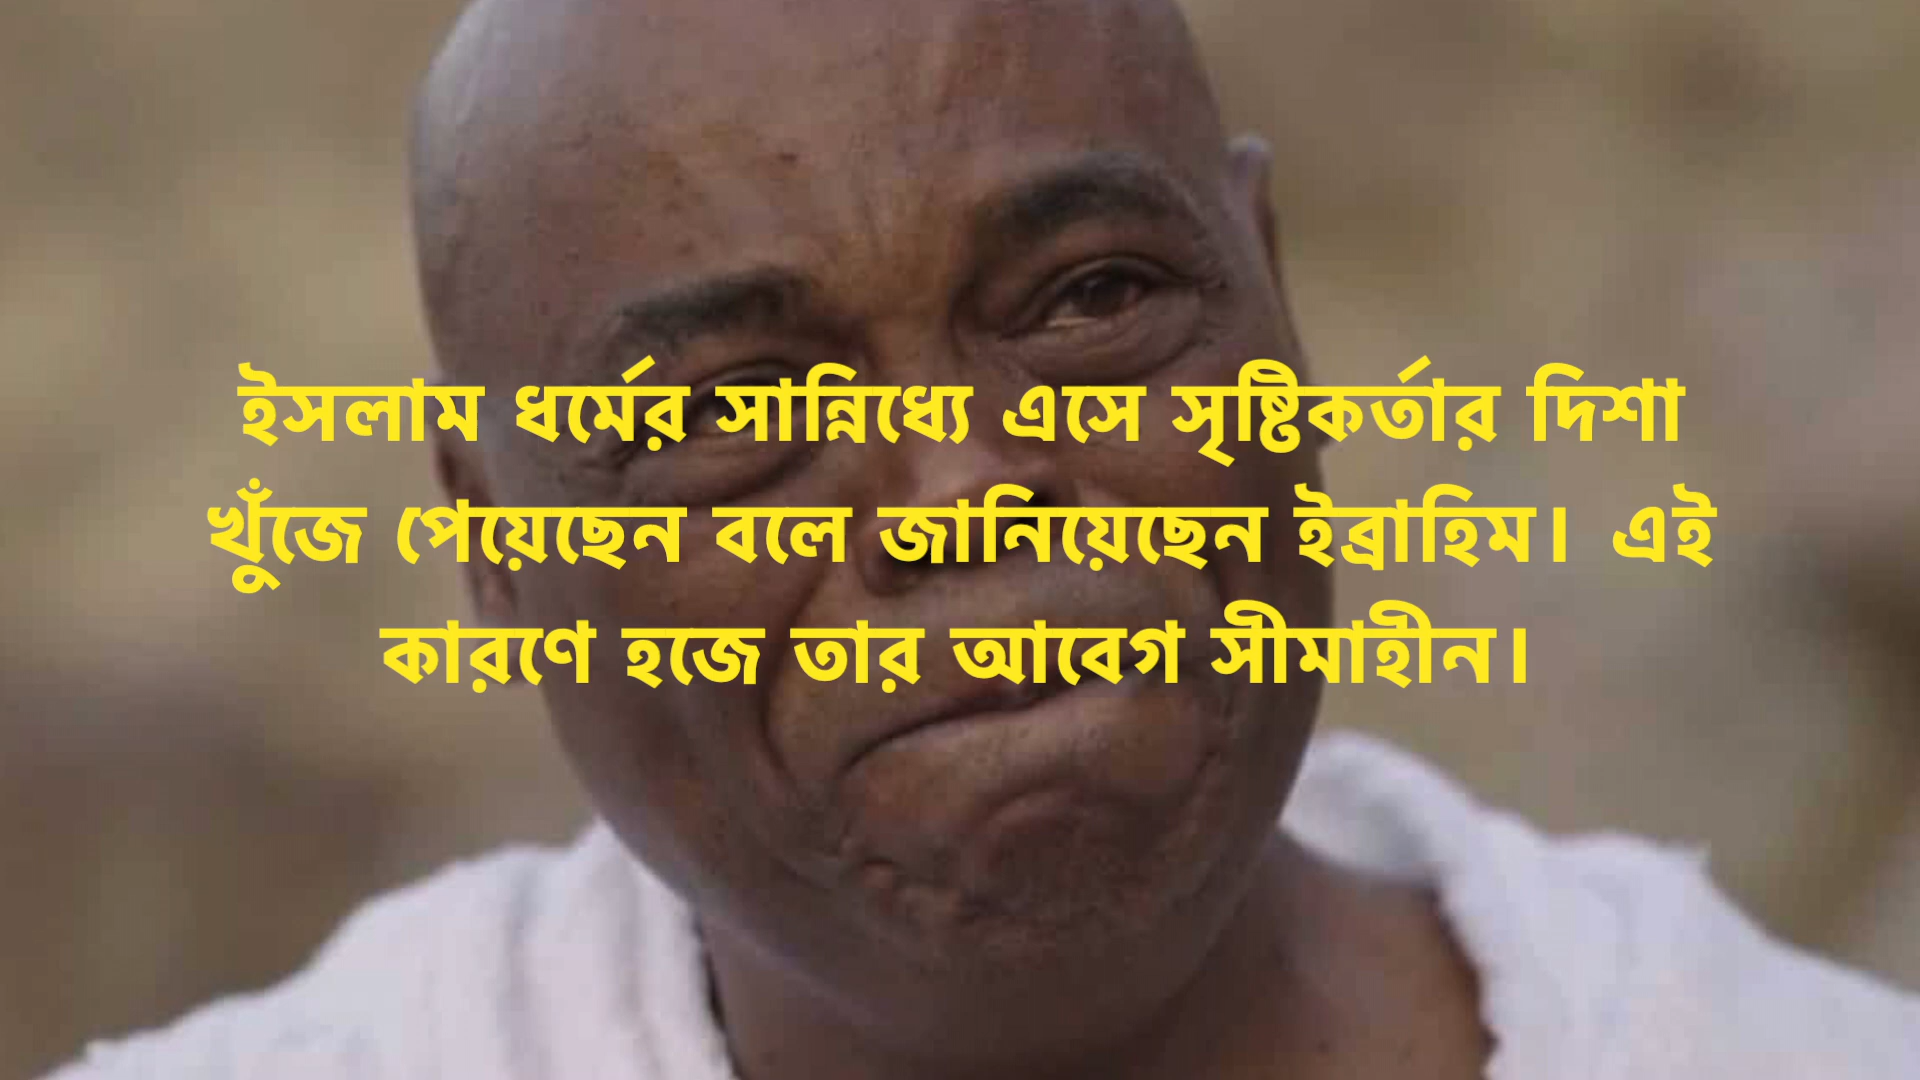 ইসলাম ধর্মের সান্নিধ্যে এসে সৃষ্টিকর্তার দিশা
খুঁজে পেয়েছেন বলে জানিয়েছেন ইব্রাহিম। এই
কারণে হজে তার আবেগ সীমাহীন।